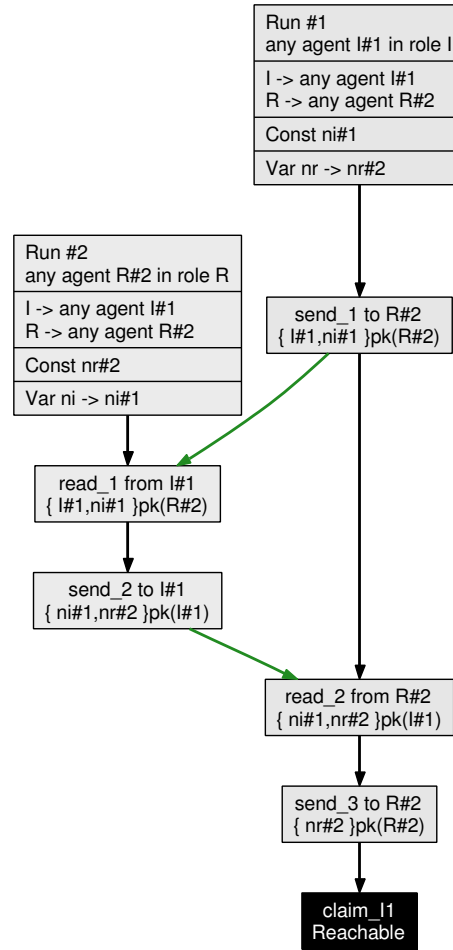 Run #1
any agent I#1 in role I
I -> any agent I#1
R -> any agent R#2
Const ni#1
Var nr -> nr#2
Run #2
any agent R#2 in role R
I -> any agent I#1
R -> any agent R#2
Const nr#2
Var ni -> ni#1
send_1 to R#2
{ I#1,ni#1 }pk(R#2)
read_1 from I#1
{ I#1,ni#1 }pk(R#2)
send_2 to I#1
{ ni#1,nr#2 }pk(I#1)
read_2 from R#2
{ ni#1,nr#2 }pk(I#1)
send_3 to R#2
{ nr#2 }pk(R#2)
claim_I1
Reachable